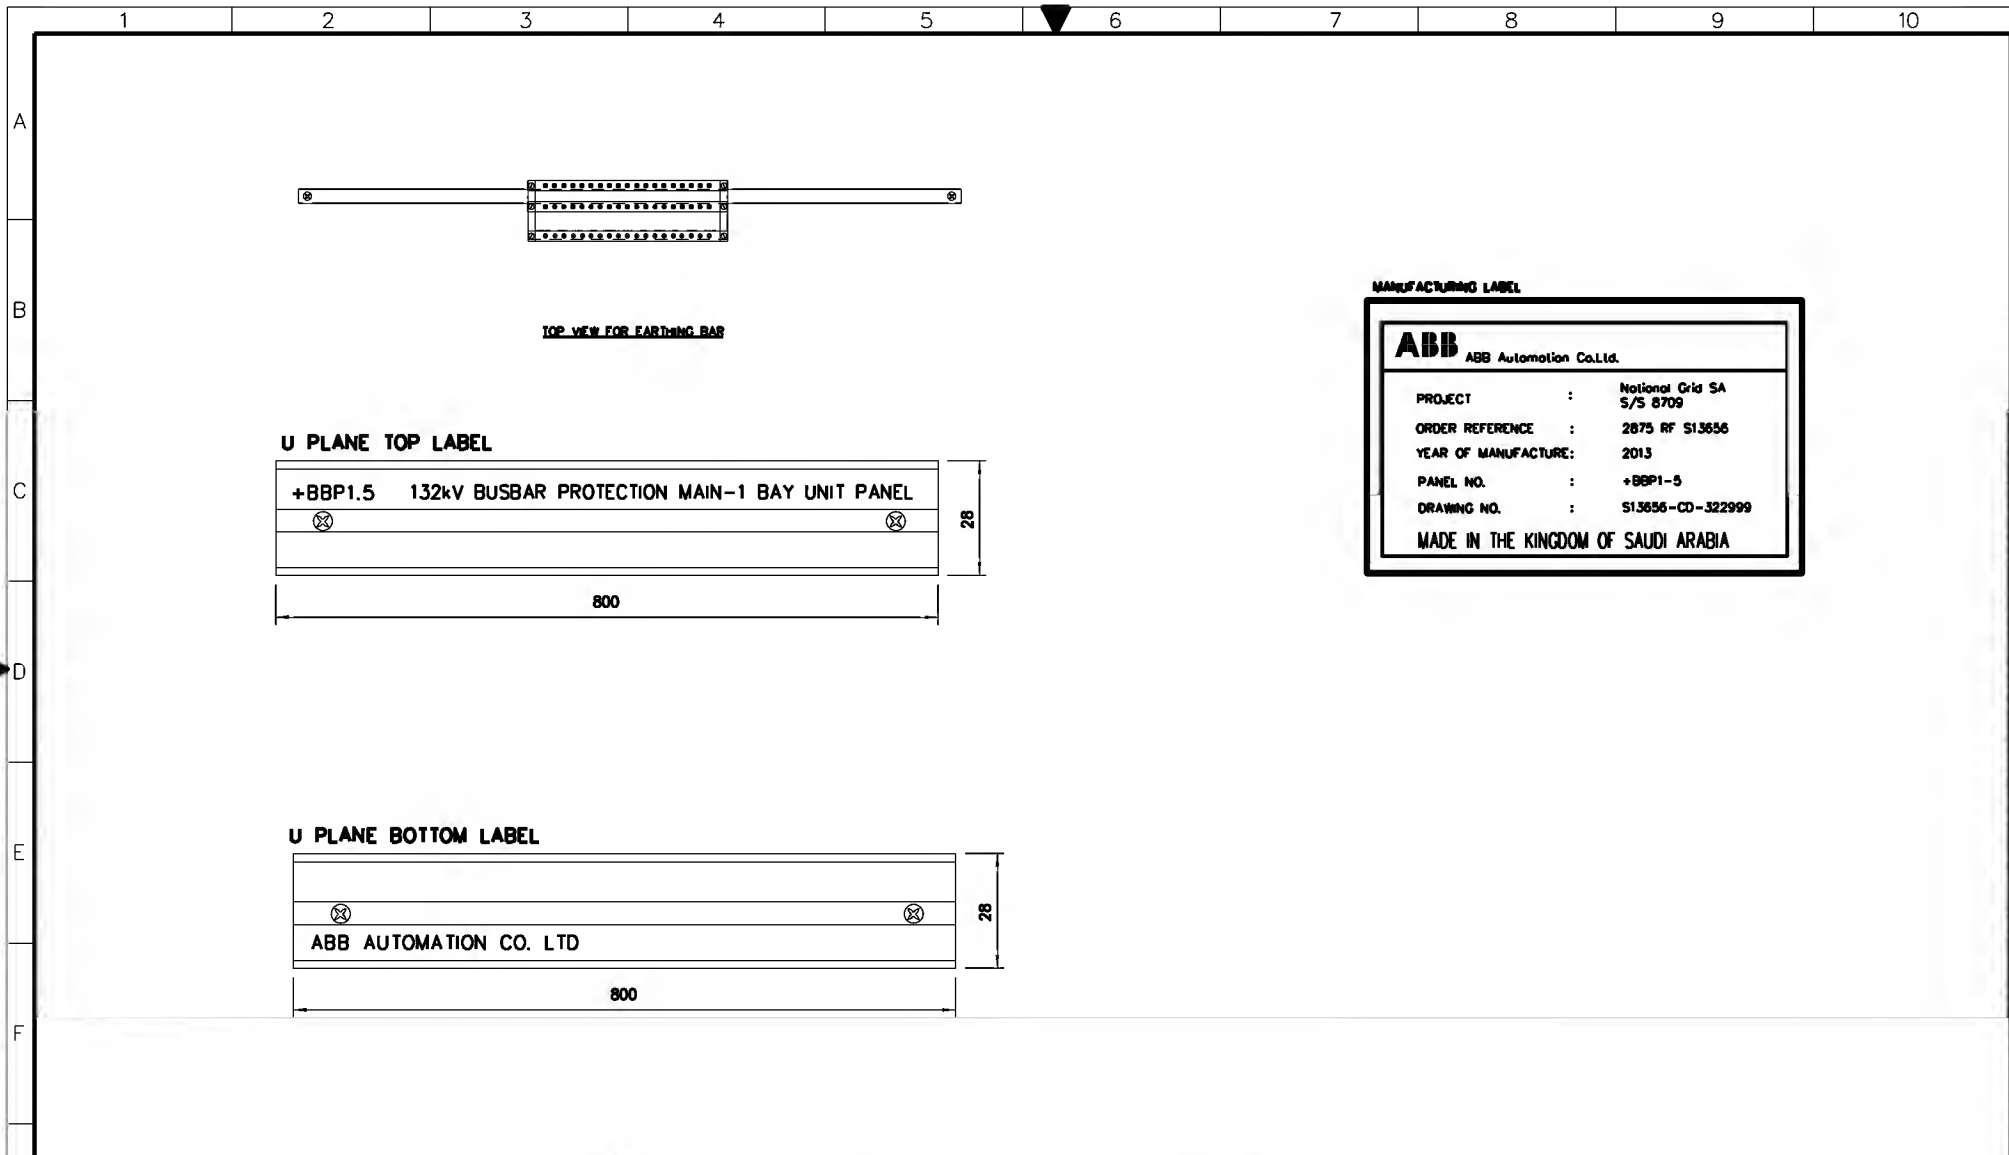 1 2 3 4 5 6 7 8 9 10
A
B
C
D
E
F
TOP VIEW FOR EARTHING BAR
U PLANE TOP LABEL
+BBP1.5 132kV BUSBAR PROTECTION MAIN-1 BAY UNIT PANEL
28
800
U PLANE BOTTOM LABEL
ABB AUTOMATION CO. LTD
28
800
MANUFACTURING LABEL
ABB ABB Automation Co.Ltd.
PROJECT : National Grid SA
S/S 8709
ORDER REFERENCE : 2875 RF S13656
YEAR OF MANUFACTURE: 2013
PANEL NO. : +BBP1-5
DRAWING NO. : S13656-CD-322999
MADE IN THE KINGDOM OF SAUDI ARABIA